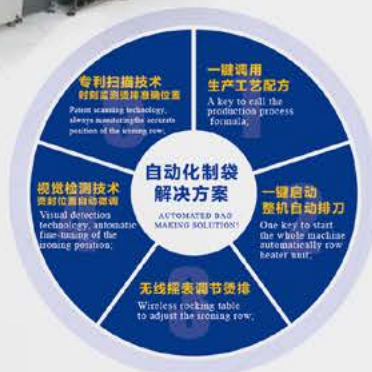 专利扫描技术
时刻监测烫排准确位置
Patent scanning technology,
always monitoring the accurate
position of the ironing row;
一键调用
生产工艺配方
A key to call the
production process
formula;
视觉检测技术
烫封位置自动微调
Visual detection
technology, automatic
fine-tuning of the
ironing position;
自动化制袋
解决方案
AUTOMATED BAG
MAKING SOLUTIONS
一键启动
整机自动排刀
One key to start
the whole machine
automatically row
heater unit;
无线摇表调节烫排
Wireless rocking table
to adjust the ironing row;